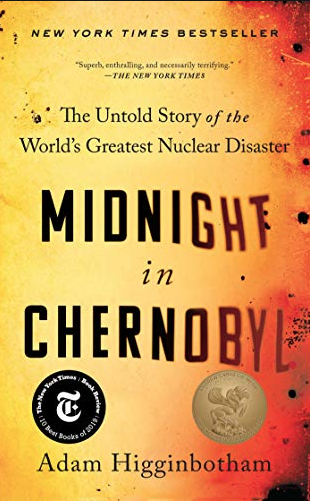 NEW YORK TIMES BESTSELLER
"Superb, enthralling, and necessarily terrifying."
—THE NEW YORK TIMES
The Untold Story of the
World's Greatest Nuclear Disaster
MIDNIGHT
in
CHERNOBYL
The New York Times Book Review
T
10 Best Books of 2019
Adam Higginbotham